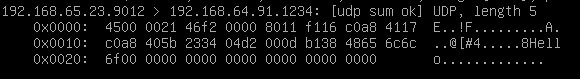 192.168.65.23.9012 > 192.168.64.91.1234: [udp sum ok] UDP, length 5
0x0000: 4500 0021 46f2 0000 8011 f116 c0a8 4117 E..!F.........A.
0x0010: c0a8 405b 2334 04d2 000d b138 4865 6c6c ..@[#4.....8Hell
0x0020: 6f00 0000 0000 0000 0000 0000 0000 o.............